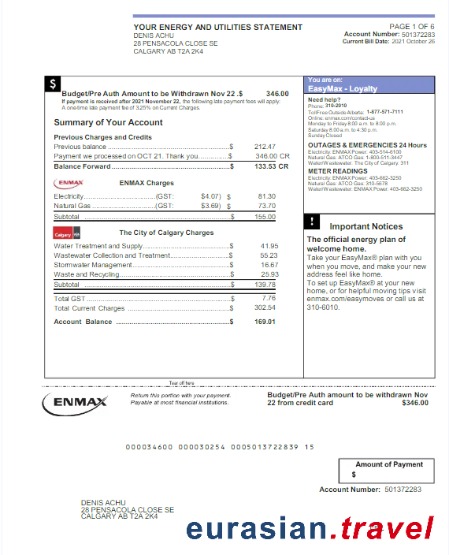 YOUR ENERGY AND UTILITIES STATEMENT
DENIS ACHU
28 PENSACOLA CLOSE SE
CALGARY AB T2A 2K4
PAGE 1 OF 6
Account Number: 501372283
Current Bill Date: 2021 October 26
$
Budget/Pre Auth Amount to be Withdrawn Nov 22 .$ 346.00
If payment is received after 2021 November 22, the following late payment fees will apply.
A one-time late payment fee of 3.25% on Current Charges.
Summary of Your Account
Previous Charges and Credits
Previous balance $ 212.47
Payment we processed on OCT 21. Thank you $ 346.00 CR
Balance Forward $ 133.53 CR
ENMAX
ENMAX Charges
Electricity (GST: $4.07) $ 81.30
Natural Gas (GST: $3.69) $ 73.70
Subtotal $ 155.00
Calgary
The City of Calgary Charges
Water Treatment and Supply $ 41.95
Wastewater Collection and Treatment $ 55.23
Stormwater Management $ 16.67
Waste and Recycling $ 25.93
Subtotal $ 139.78
Total GST $ 7.76
Total Current Charges $ 302.54
Account Balance $ 169.01
You are on:
EasyMax - Loyalty
Need help?
Phone: 310-2010
Toll Free Outside Alberta: 1-877-571-7111
Online: enmax.com/contact-us
Monday to Friday 8:00 a.m. to 8:00 p.m.
Saturday 8:00 a.m. to 4:30 p.m.
Sunday Closed
OUTAGES & EMERGENCIES 24 Hours
Electricity: ENMAX Power: 403-514-6100
Natural Gas: ATCO Gas: 1-800-511-3447
Water/Wastewater: The City of Calgary: 311
METER READINGS
Electricity: ENMAX Power: 403-662-3250
Natural Gas: ATCO Gas: 310-5678
Water/Wastewater: ENMAX Power: 403-662-3250
!
Important Notices
The official energy plan of
welcome home.
Take your EasyMax® plan with you
when you move, and make your new
address feel like home.
To set up EasyMax® at your new
home, or for helpful moving tips visit
enmax.com/easymoves or call us at
310-6010.
Tear off here
ENMAX
Return this portion with your payment.
Payable at most financial institutions.
Budget/Pre Auth amount to be withdrawn Nov
22 from credit card $346.00
000034600 000030254 0005013722839 15
Amount of Payment
$
Account Number: 501372283
DENIS ACHU
28 PENSACOLA CLOSE SE
CALGARY AB T2A 2K4
eurasian.travel